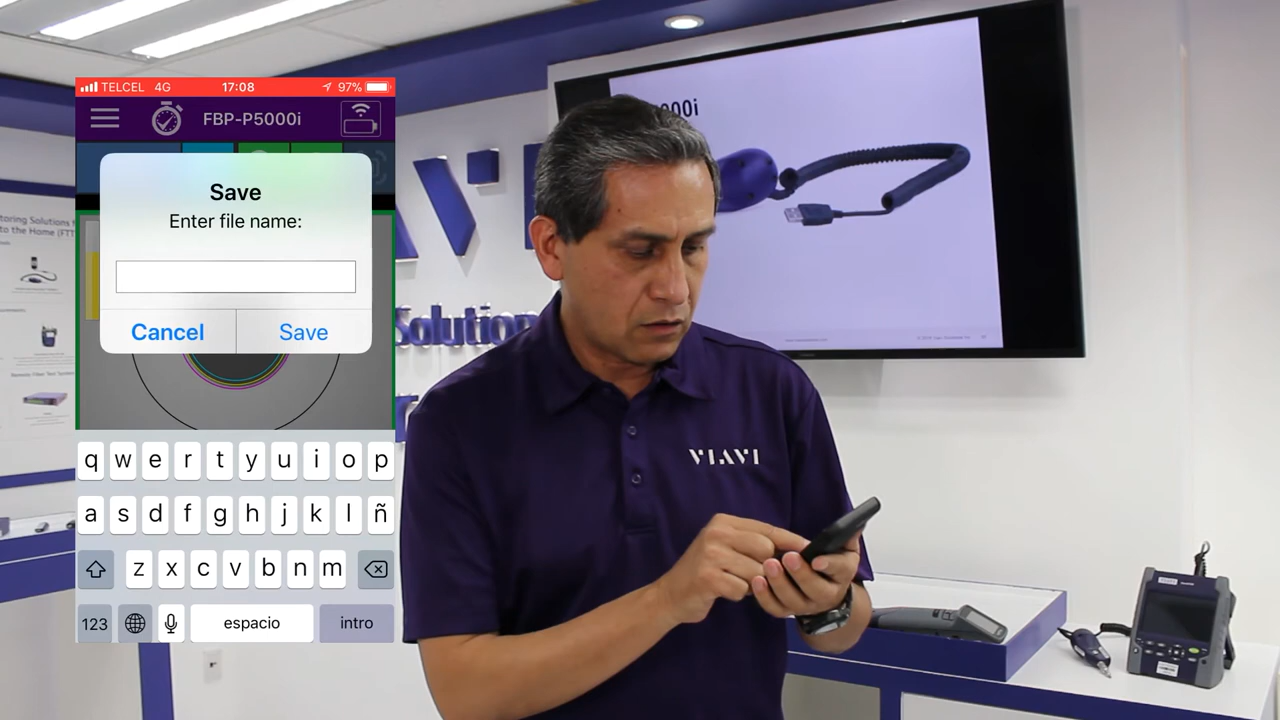 TELCEL 4G 17:08 97%
FBP-P5000i
Save
Enter file name:
Cancel Save
q w e r t y u i o p
a s d f g h j k l ñ
z x c v b n m
123 espacio intro
000i
Solution
VIAVI
toring Solutions
to the Home (FTT